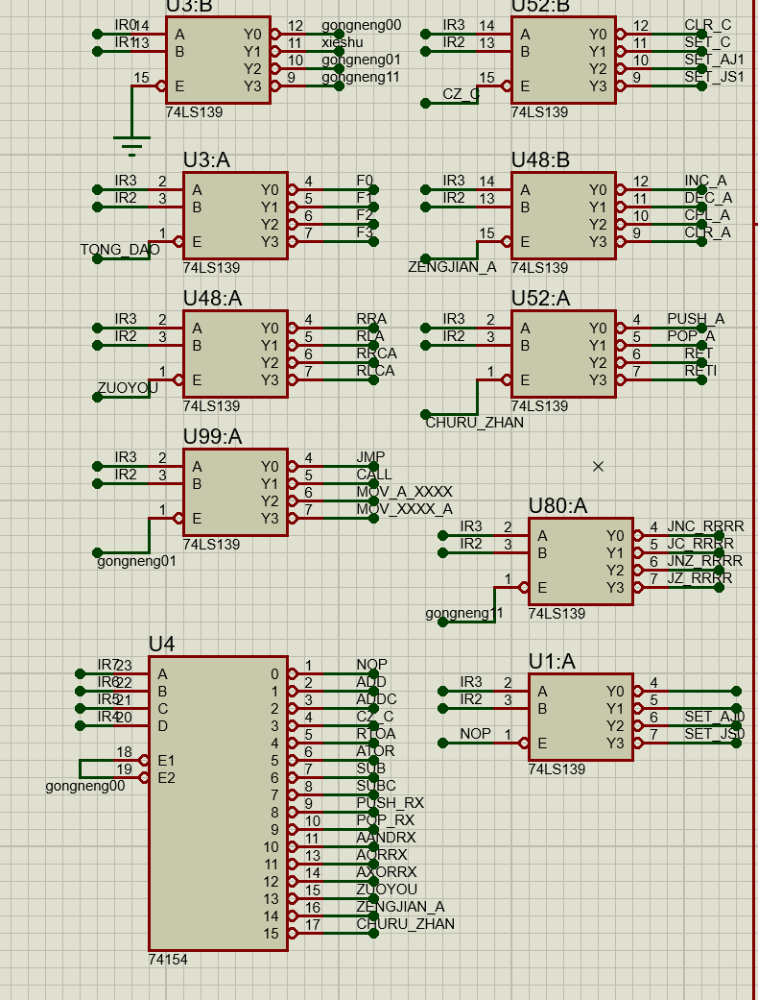 U3:B
IR0 14 A Y0 12 gongneng00
IR1 13 B Y1 11 xieshu
Y2 10 gongneng01
15 E Y3 9 gongneng11
74LS139
U52:B
IR3 14 A Y0 12 CLR_C
IR2 13 B Y1 11 SET_C
Y2 10 SET_AJ1
15 E Y3 9 SET_JS1
CZ_C
74LS139
U3:A
IR3 2 A Y0 4 F0
IR2 3 B Y1 5 F1
Y2 6 F2
1 E Y3 7 F3
TONG_DAO
74LS139
U48:B
IR3 14 A Y0 12 INC_A
IR2 13 B Y1 11 DEC_A
Y2 10 CPL_A
15 E Y3 9 CLR_A
ZENGJIAN_A
74LS139
U48:A
IR3 2 A Y0 4 RRA
IR2 3 B Y1 5 RLA
Y2 6 RRCA
1 E Y3 7 RLCA
ZUOYOU
74LS139
U52:A
IR3 2 A Y0 4 PUSH_A
IR2 3 B Y1 5 POP_A
Y2 6 RET
1 E Y3 7 RETI
CHURU_ZHAN
74LS139
U99:A
IR3 2 A Y0 4 JMP
IR2 3 B Y1 5 CALL
Y2 6 MOV_A_XXXX
1 E Y3 7 MOV_XXXX_A
gongneng01
74LS139
U80:A
IR3 2 A Y0 4 JNC_RRRR
IR2 3 B Y1 5 JC_RRRR
Y2 6 JNZ_RRRR
1 E Y3 7 JZ_RRRR
gongneng11
74LS139
U4
IR7 23 A 0 1 NOP
IR6 22 B 1 2 ADD
IR5 21 C 2 3 ADDC
IR4 20 D 3 4 CZ_C
4 5 RTOA
18 E1 5 6 ATOR
19 E2 6 7 SUB
gongneng00 7 8 SUBC
8 9 PUSH_RX
9 10 POP_RX
10 11 AANDRX
11 13 AORRX
12 14 AXORRX
13 15 ZUOYOU
14 16 ZENGJIAN_A
15 17 CHURU_ZHAN
74154
U1:A
IR3 2 A Y0 4
IR2 3 B Y1 5
Y2 6 SET_AJ0
NOP 1 E Y3 7 SET_JS0
74LS139